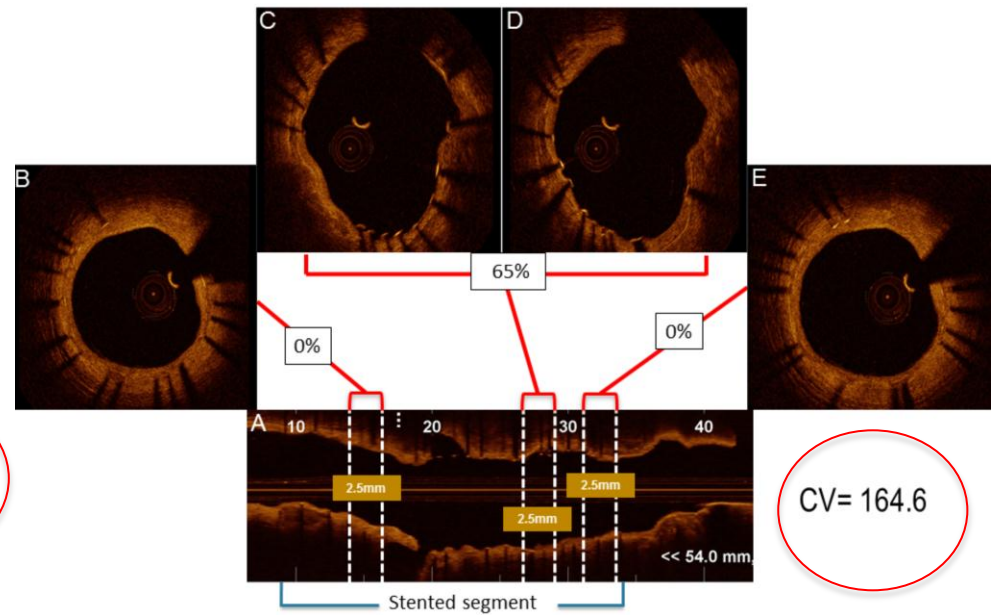 C
D
B
E
65%
0%
0%
A
10
20
30
40
2.5mm
2.5mm
2.5mm
<< 54.0 mm,
CV= 164.6
Stented segment